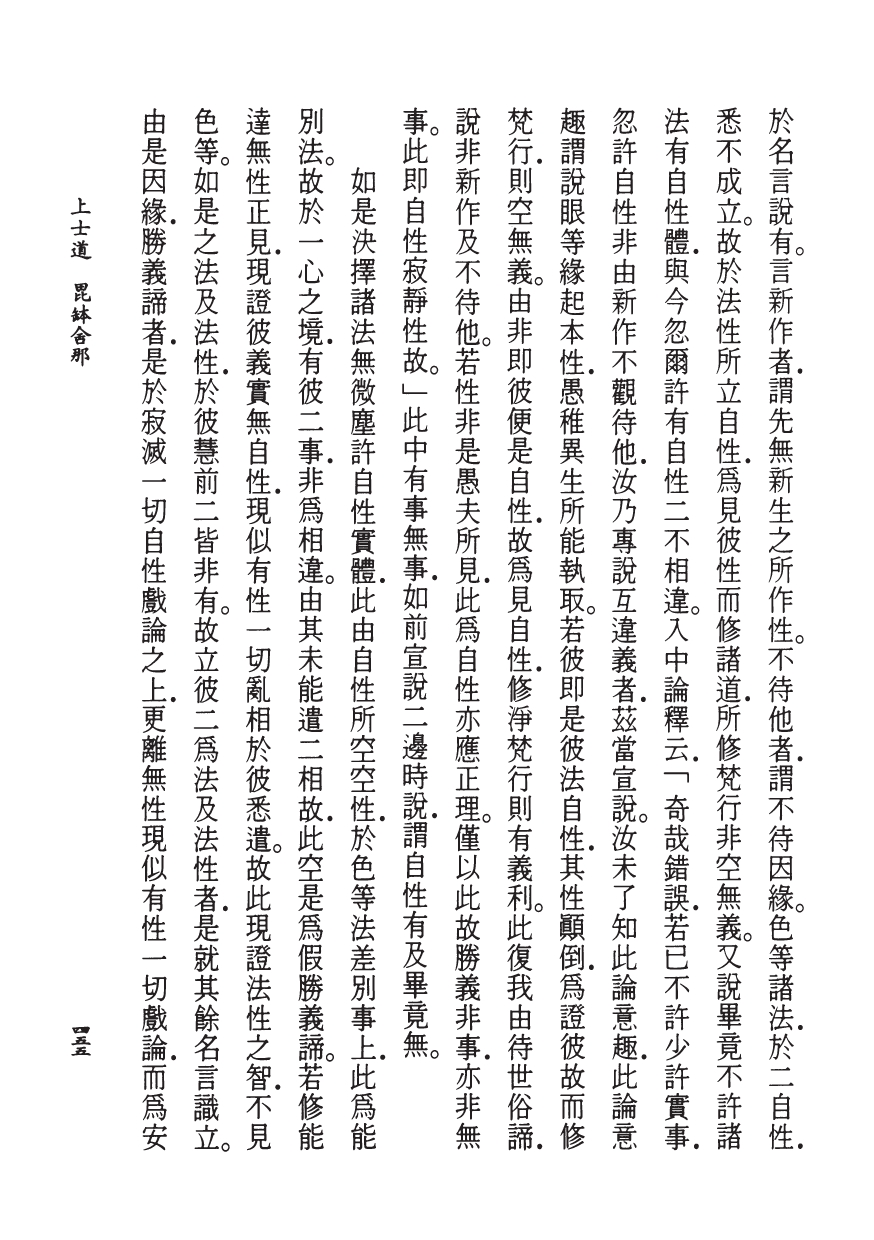 於名言說有。言新作者．謂先無新生之所作性。不待他者．謂不待因緣。色等諸法．於二自性．
悉不成立。故於法性所立自性．爲見彼性而修諸道．所修梵行非空無義。又說畢竟不許諸
法有自性體．與今忽爾許有自性二不相違。入中論釋云．「奇哉錯誤．若已不許少許實事．
忽許自性非由新作不觀待他．汝乃專說互違義者．茲當宣說。汝未了知此論意趣．此論意
趣謂說眼等緣起本性．愚稚異生所能執取。若彼即是彼法自性．其性顚倒．爲證彼故而修
梵行．則空無義。由非即彼便是自性．故爲見自性．修淨梵行則有義利。此復我由待世俗諦．
說非新作及不待他。若性非是愚夫所見．此爲自性亦應正理。僅以此故勝義非事．亦非無
事。此即自性寂靜性故。」此中有事無事．如前宣說二邊時說．謂自性有及畢竟無。
如是決擇諸法無微塵許自性實體．此由自性所空空性．於色等法差別事上．此爲能
別法。故於一心之境．有彼二事．非爲相違。由其未能遣二相故．此空是爲假勝義諦。若修能
達無性正見．現證彼義實無自性．現似有性一切亂相於彼悉遣。故此現證法性之智．不見
色等。如是之法及法性．於彼慧前二皆非有。故立彼二爲法及法性者．是就其餘名言識立。
由是因緣．勝義諦者．是於寂滅一切自性戲論之上．更離無性現似有性一切戲論．而爲安
上士道　毘鉢舍那
四五五